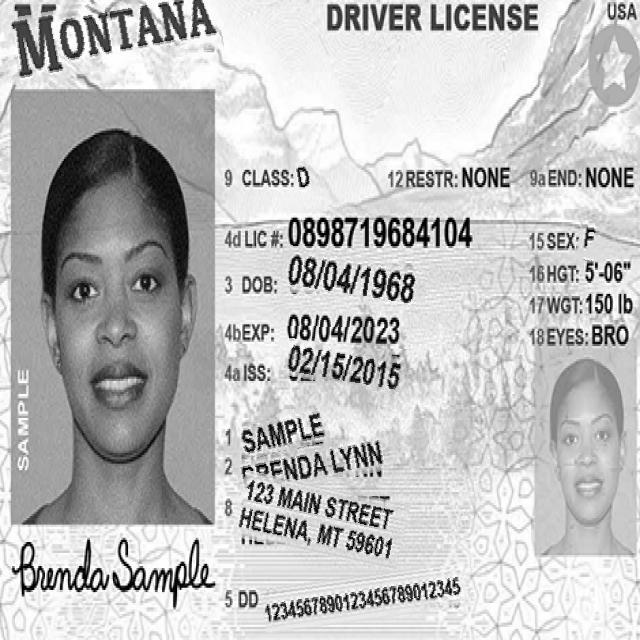 MONTANA
DRIVER LICENSE
USA
9 CLASS: D
12 RESTR: NONE
9a END: NONE
4d LIC #: 0898719684104
15 SEX: F
3 DOB: 08/04/1968
16 HGT: 5'-06"
17 WGT: 150 lb
4b EXP: 08/04/2023
18 EYES: BRO
4a ISS: 02/15/2015
1 SAMPLE
2 BRENDA LYNN
8 123 MAIN STREET
HELENA, MT 59601
5 DD 1234567890123456789012345
SAMPLE
Brenda Sample